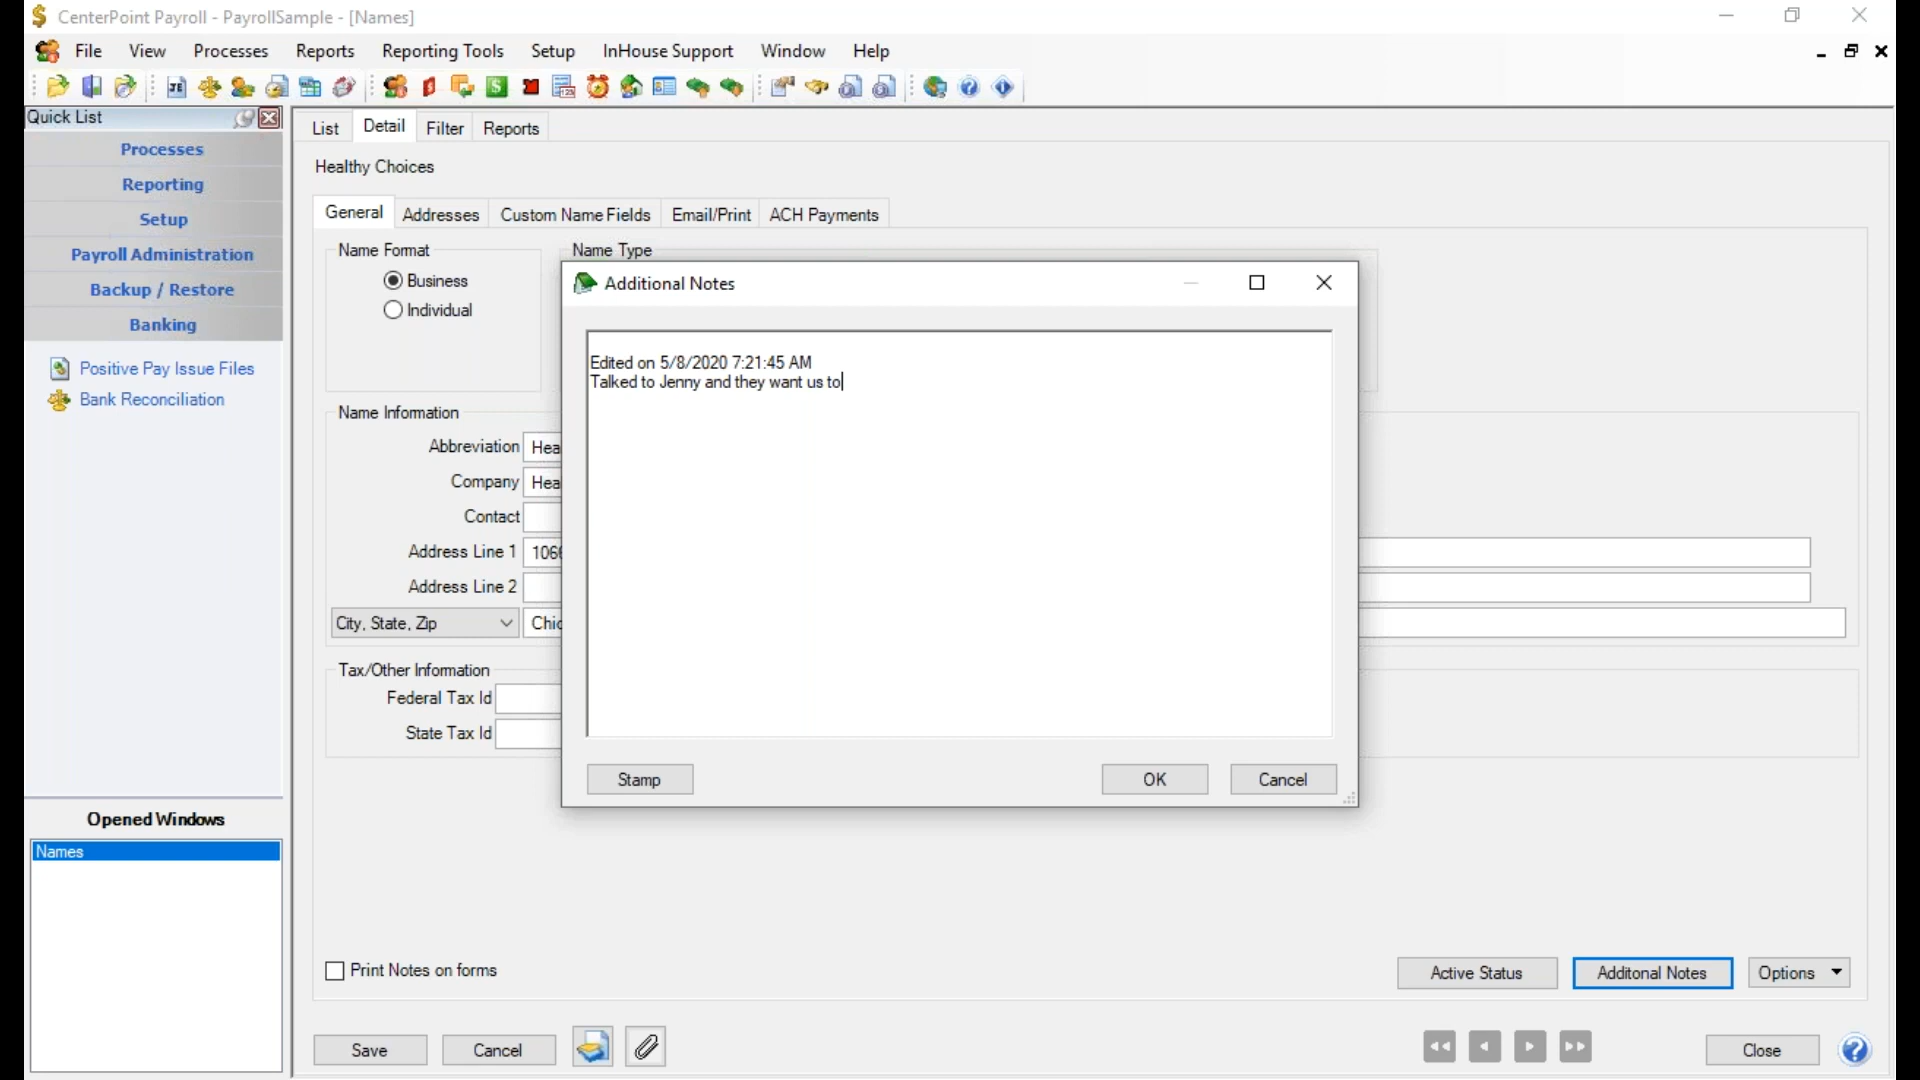 CenterPoint Payroll - PayrollSample - [Names]
File View Processes Reports Reporting Tools Setup InHouse Support Window Help
Quick List
Processes
Reporting
Setup
Payroll Administration
Backup / Restore
Banking
Positive Pay Issue Files
Bank Reconciliation
Opened Windows
Names
List Detail Filter Reports
Healthy Choices
General Addresses Custom Name Fields Email/Print ACH Payments
Name Format
Business
Individual
Name Type
Name Information
Abbreviation Hea
Company Hea
Contact
Address Line 1 106
Address Line 2
City, State, Zip Chic
Tax/Other Information
Federal Tax Id
State Tax Id
Additional Notes
Edited on 5/8/2020 7:21:45 AM
Talked to Jenny and they want us to
Stamp OK Cancel
Print Notes on forms
Active Status Additonal Notes Options
Save Cancel Close